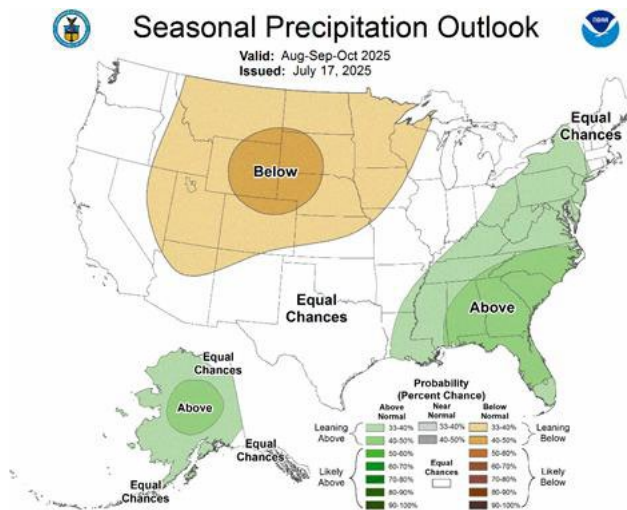 Seasonal Precipitation Outlook
Valid: Aug-Sep-Oct 2025
Issued: July 17, 2025
Equal
Chances
Below
Above
Equal
Chances
Equal
Chances
Above
Equal
Chances
Equal
Chances
Probability
(Percent Chance)
Above
Normal
Near
Normal
Below
Normal
Leaning
Above
33-40%
40-50%
33-40%
40-50%
33-40%
40-50%
Leaning
Below
Likely
Above
50-60%
60-70%
70-80%
80-90%
90-100%
Equal
Chances
50-60%
60-70%
70-80%
80-90%
90-100%
Likely
Below